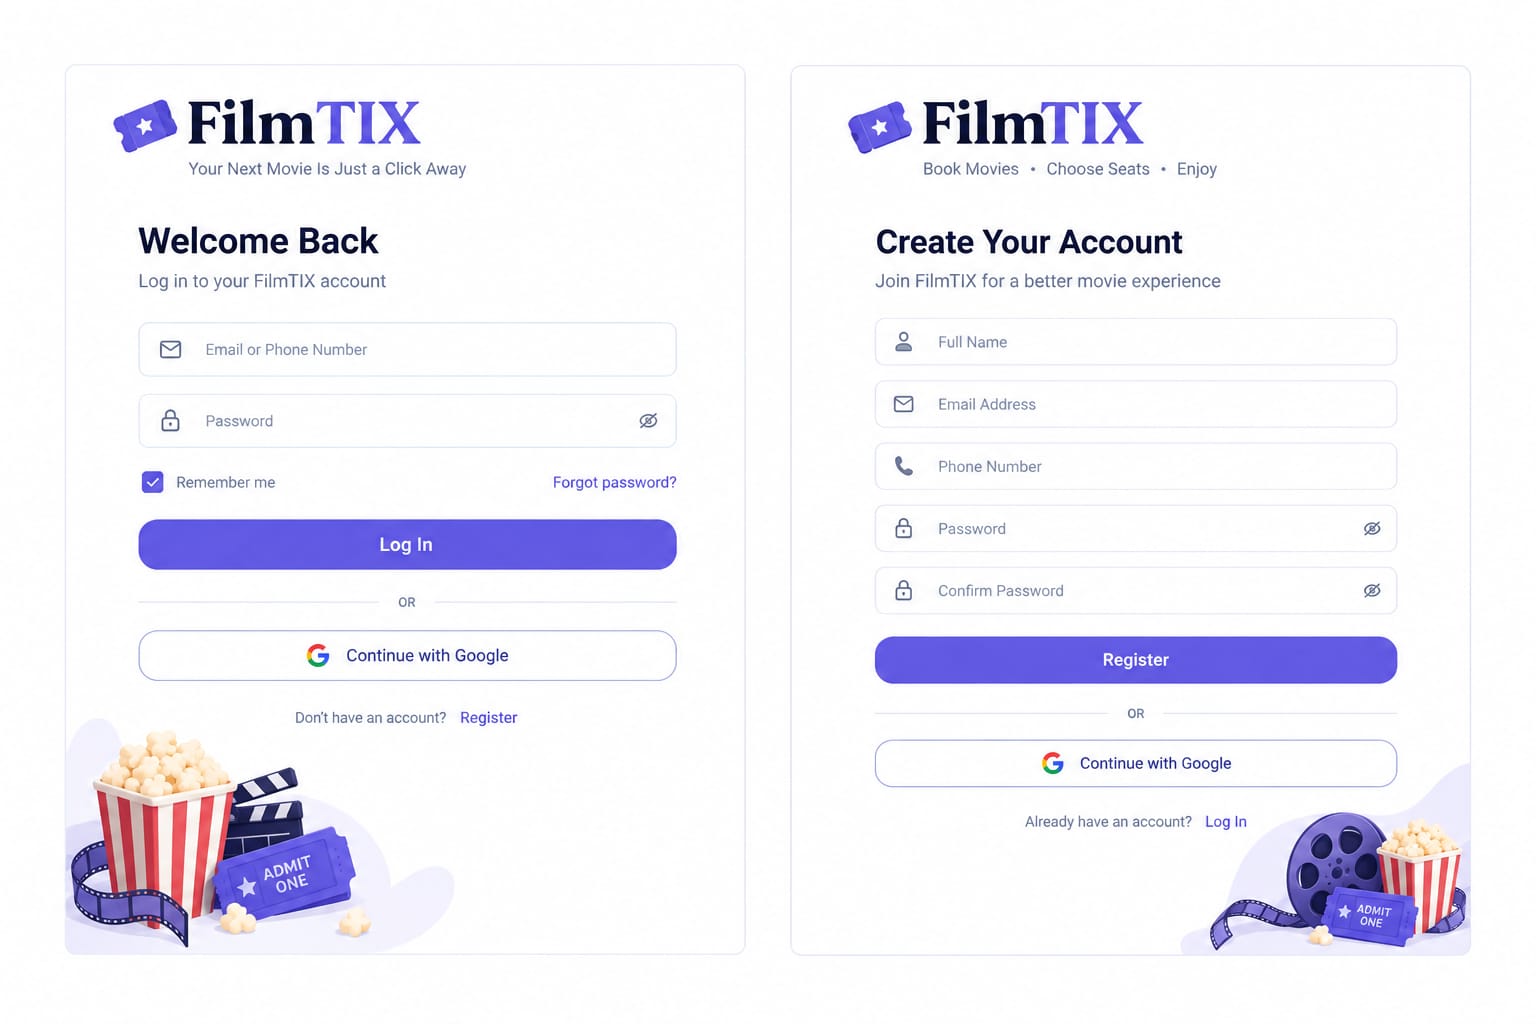 FilmTIX
Your Next Movie Is Just a Click Away
Welcome Back
Log in to your FilmTIX account
Email or Phone Number
Password
Remember me
Forgot password?
Log In
OR
Continue with Google
Don't have an account? Register
ADMIT
ONE
FilmTIX
Book Movies • Choose Seats • Enjoy
Create Your Account
Join FilmTIX for a better movie experience
Full Name
Email Address
Phone Number
Password
Confirm Password
Register
OR
Continue with Google
Already have an account? Log In
ADMIT
ONE